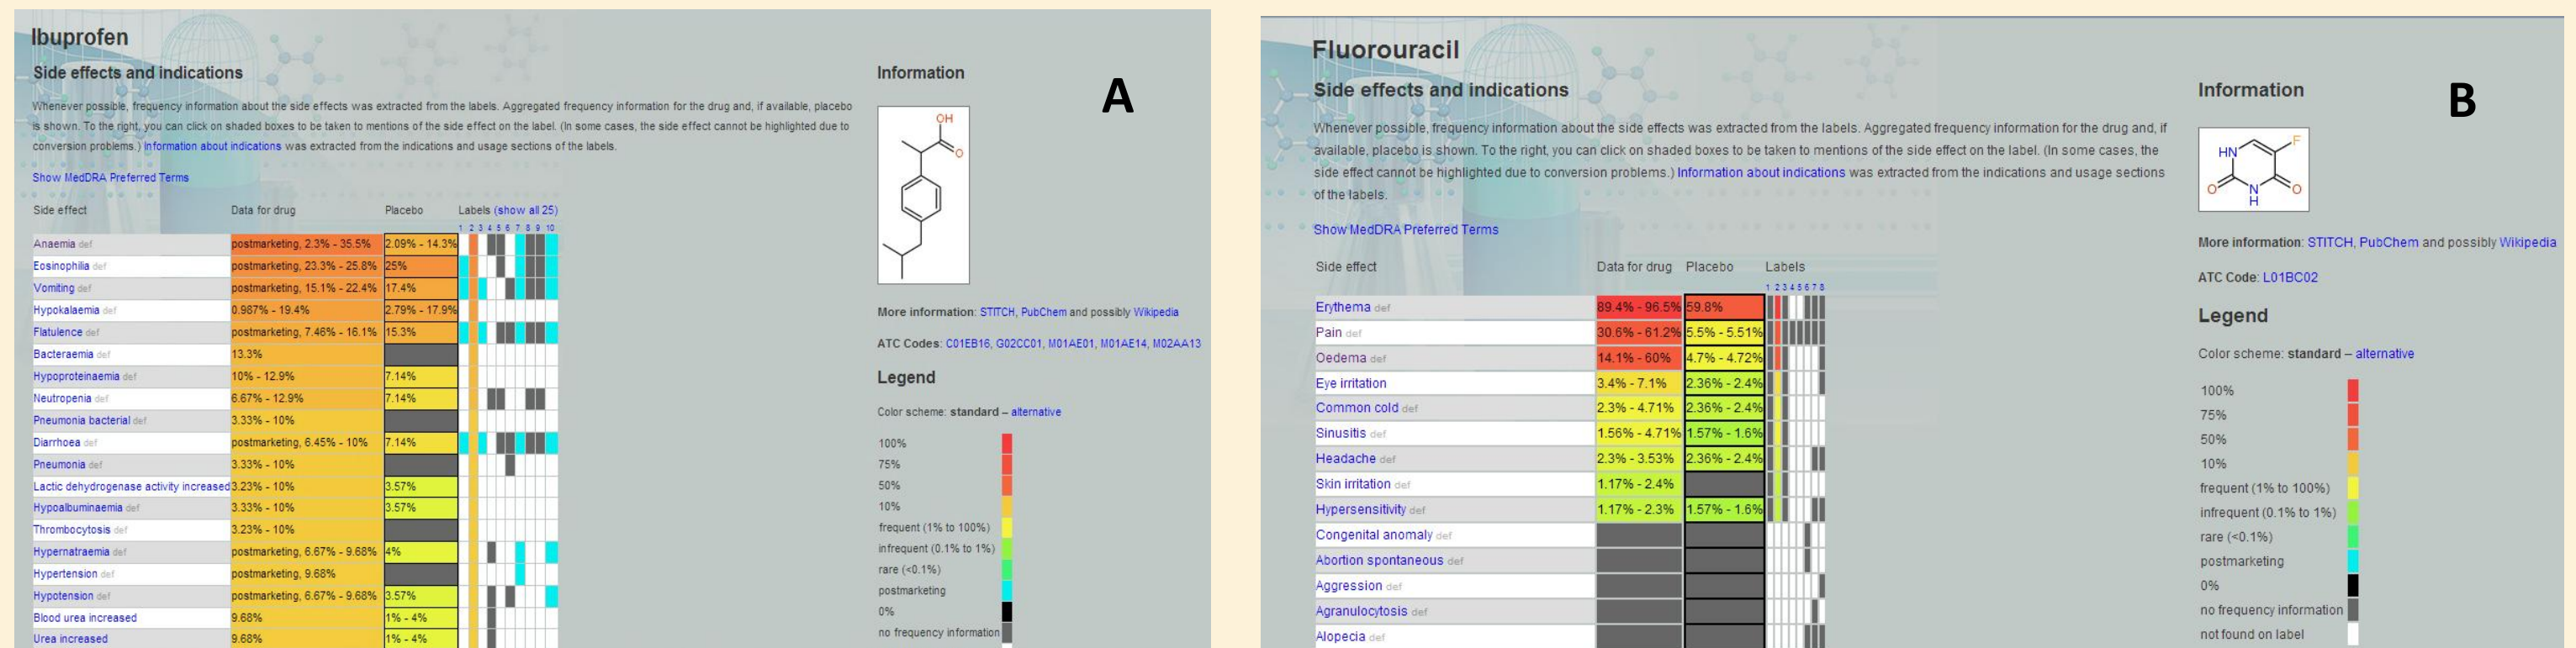 Ibuprofen
Side effects and indications
Whenever possible, frequency information about the side effects was extracted from the labels. Aggregated frequency information for the drug and, if available, placebo
is shown. To the right, you can click on shaded boxes to be taken to mentions of the side effect on the label. (In some cases, the side effect cannot be highlighted due to
conversion problems.) Information about indications was extracted from the indications and usage sections of the labels.
Show MedDRA Preferred Terms
Side effect Data for drug Placebo Labels (show all 25)
1 2 3 4 5 6 7 8 9 10
Anaemia def postmarketing, 2.3% - 35.5% 2.09% - 14.3%
Eosinophilia def postmarketing, 23.3% - 25.8% 25%
Vomiting def postmarketing, 15.1% - 22.4% 17.4%
Hypokalaemia def 0.987% - 19.4% 2.79% - 17.9%
Flatulence def postmarketing, 7.46% - 16.1% 15.3%
Bacteraemia def 13.3%
Hypoproteinaemia def 10% - 12.9% 7.14%
Neutropenia def 6.67% - 12.9% 7.14%
Pneumonia bacterial def 3.33% - 10%
Diarrhoea def postmarketing, 6.45% - 10% 7.14%
Pneumonia def 3.33% - 10%
Lactic dehydrogenase activity increased 3.23% - 10% 3.57%
Hypoalbuminaemia def 3.33% - 10% 3.57%
Thrombocytosis def 3.23% - 10%
Hypernatraemia def postmarketing, 6.67% - 9.68% 4%
Hypertension def postmarketing, 9.68%
Hypotension def postmarketing, 6.67% - 9.68% 3.57%
Blood urea increased 9.68% 1% - 4%
Urea increased 9.68% 1% - 4%
Information
A
OH
O
More information: STITCH, PubChem and possibly Wikipedia
ATC Codes: C01EB16, G02CC01, M01AE01, M01AE14, M02AA13
Legend
Color scheme: standard – alternative
100%
75%
50%
10%
frequent (1% to 100%)
infrequent (0.1% to 1%)
rare (<0.1%)
postmarketing
0%
no frequency information
Fluorouracil
Side effects and indications
Whenever possible, frequency information about the side effects was extracted from the labels. Aggregated frequency information for the drug and, if
available, placebo is shown. To the right, you can click on shaded boxes to be taken to mentions of the side effect on the label. (In some cases, the
side effect cannot be highlighted due to conversion problems.) Information about indications was extracted from the indications and usage sections
of the labels.
Show MedDRA Preferred Terms
Side effect Data for drug Placebo Labels
1 2 3 4 5 6 7 8
Erythema def 89.4% - 96.5% 59.8%
Pain def 30.6% - 61.2% 5.5% - 5.51%
Oedema def 14.1% - 60% 4.7% - 4.72%
Eye irritation 3.4% - 7.1% 2.36% - 2.4%
Common cold def 2.3% - 4.71% 2.36% - 2.4%
Sinusitis def 1.56% - 4.71% 1.57% - 1.6%
Headache def 2.3% - 3.53% 2.36% - 2.4%
Skin irritation def 1.17% - 2.4%
Hypersensitivity def 1.17% - 2.3% 1.57% - 1.6%
Congenital anomaly def
Abortion spontaneous def
Aggression def
Agranulocytosis def
Alopecia def
Information
B
F
HN
O N O
H
More information: STITCH, PubChem and possibly Wikipedia
ATC Code: L01BC02
Legend
Color scheme: standard – alternative
100%
75%
50%
10%
frequent (1% to 100%)
infrequent (0.1% to 1%)
rare (<0.1%)
postmarketing
0%
no frequency information
not found on label